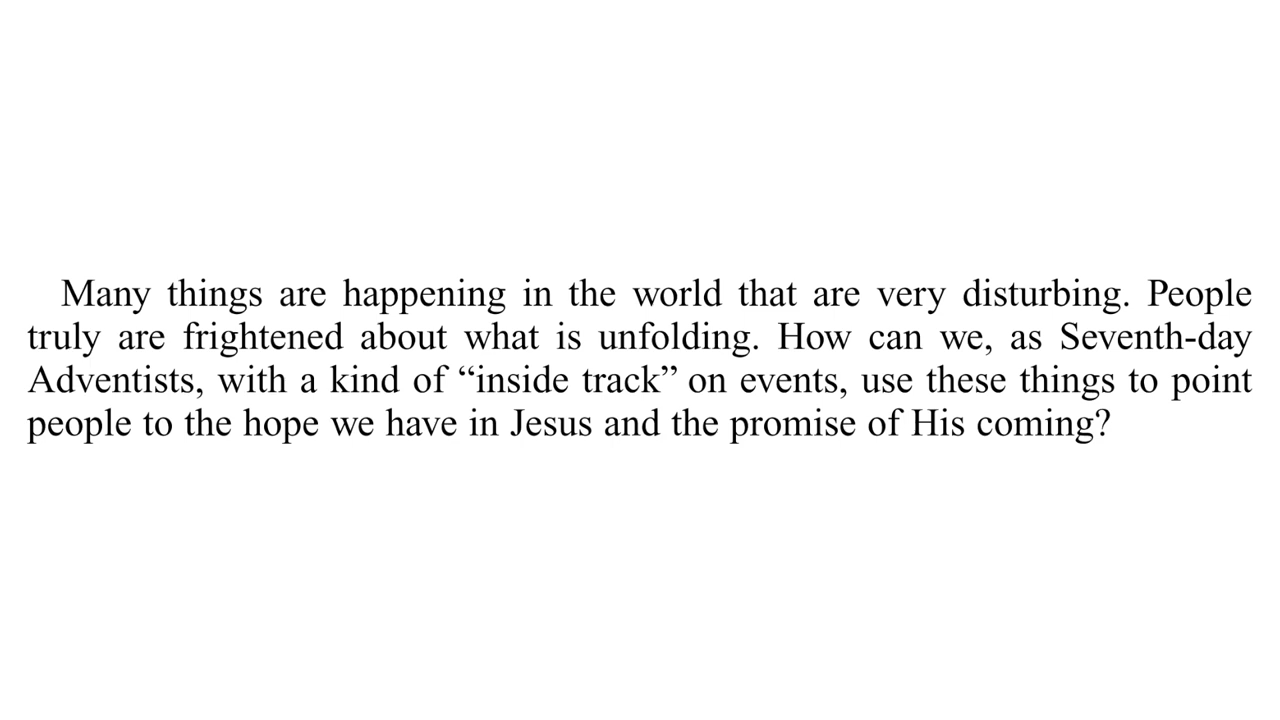 Many things are happening in the world that are very disturbing. People
truly are frightened about what is unfolding. How can we, as Seventh-day
Adventists, with a kind of “inside track” on events, use these things to point
people to the hope we have in Jesus and the promise of His coming?